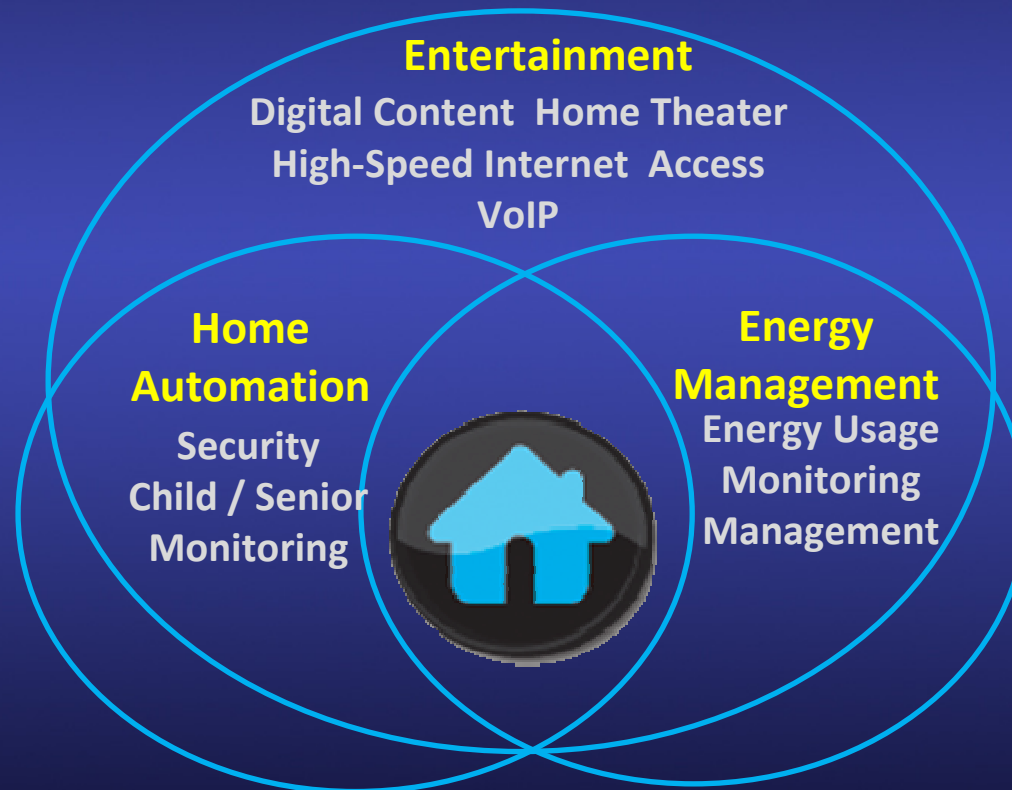 Entertainment
Digital Content  Home Theater
High-Speed Internet  Access
VoIP
Home
Automation
Security
Child / Senior
Monitoring
Energy
Management
Energy Usage
Monitoring
Management